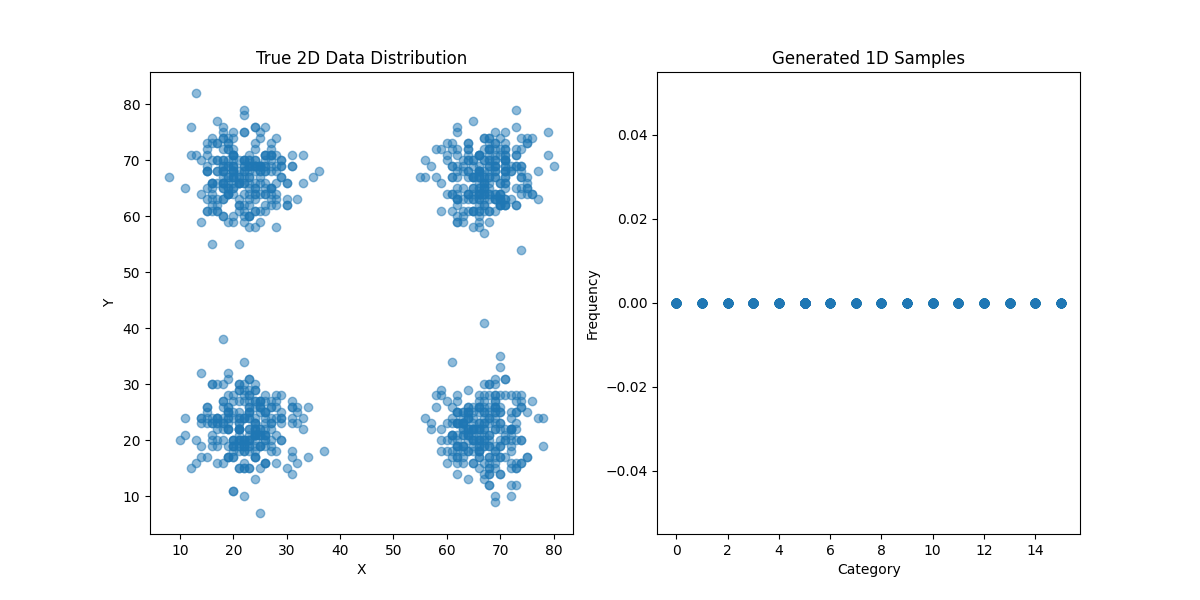 True 2D Data Distribution
80
70
60
50
40
30
20
10
Y
10 20 30 40 50 60 70 80
X
Generated 1D Samples
0.04
0.02
0.00
−0.02
−0.04
Frequency
0 2 4 6 8 10 12 14
Category